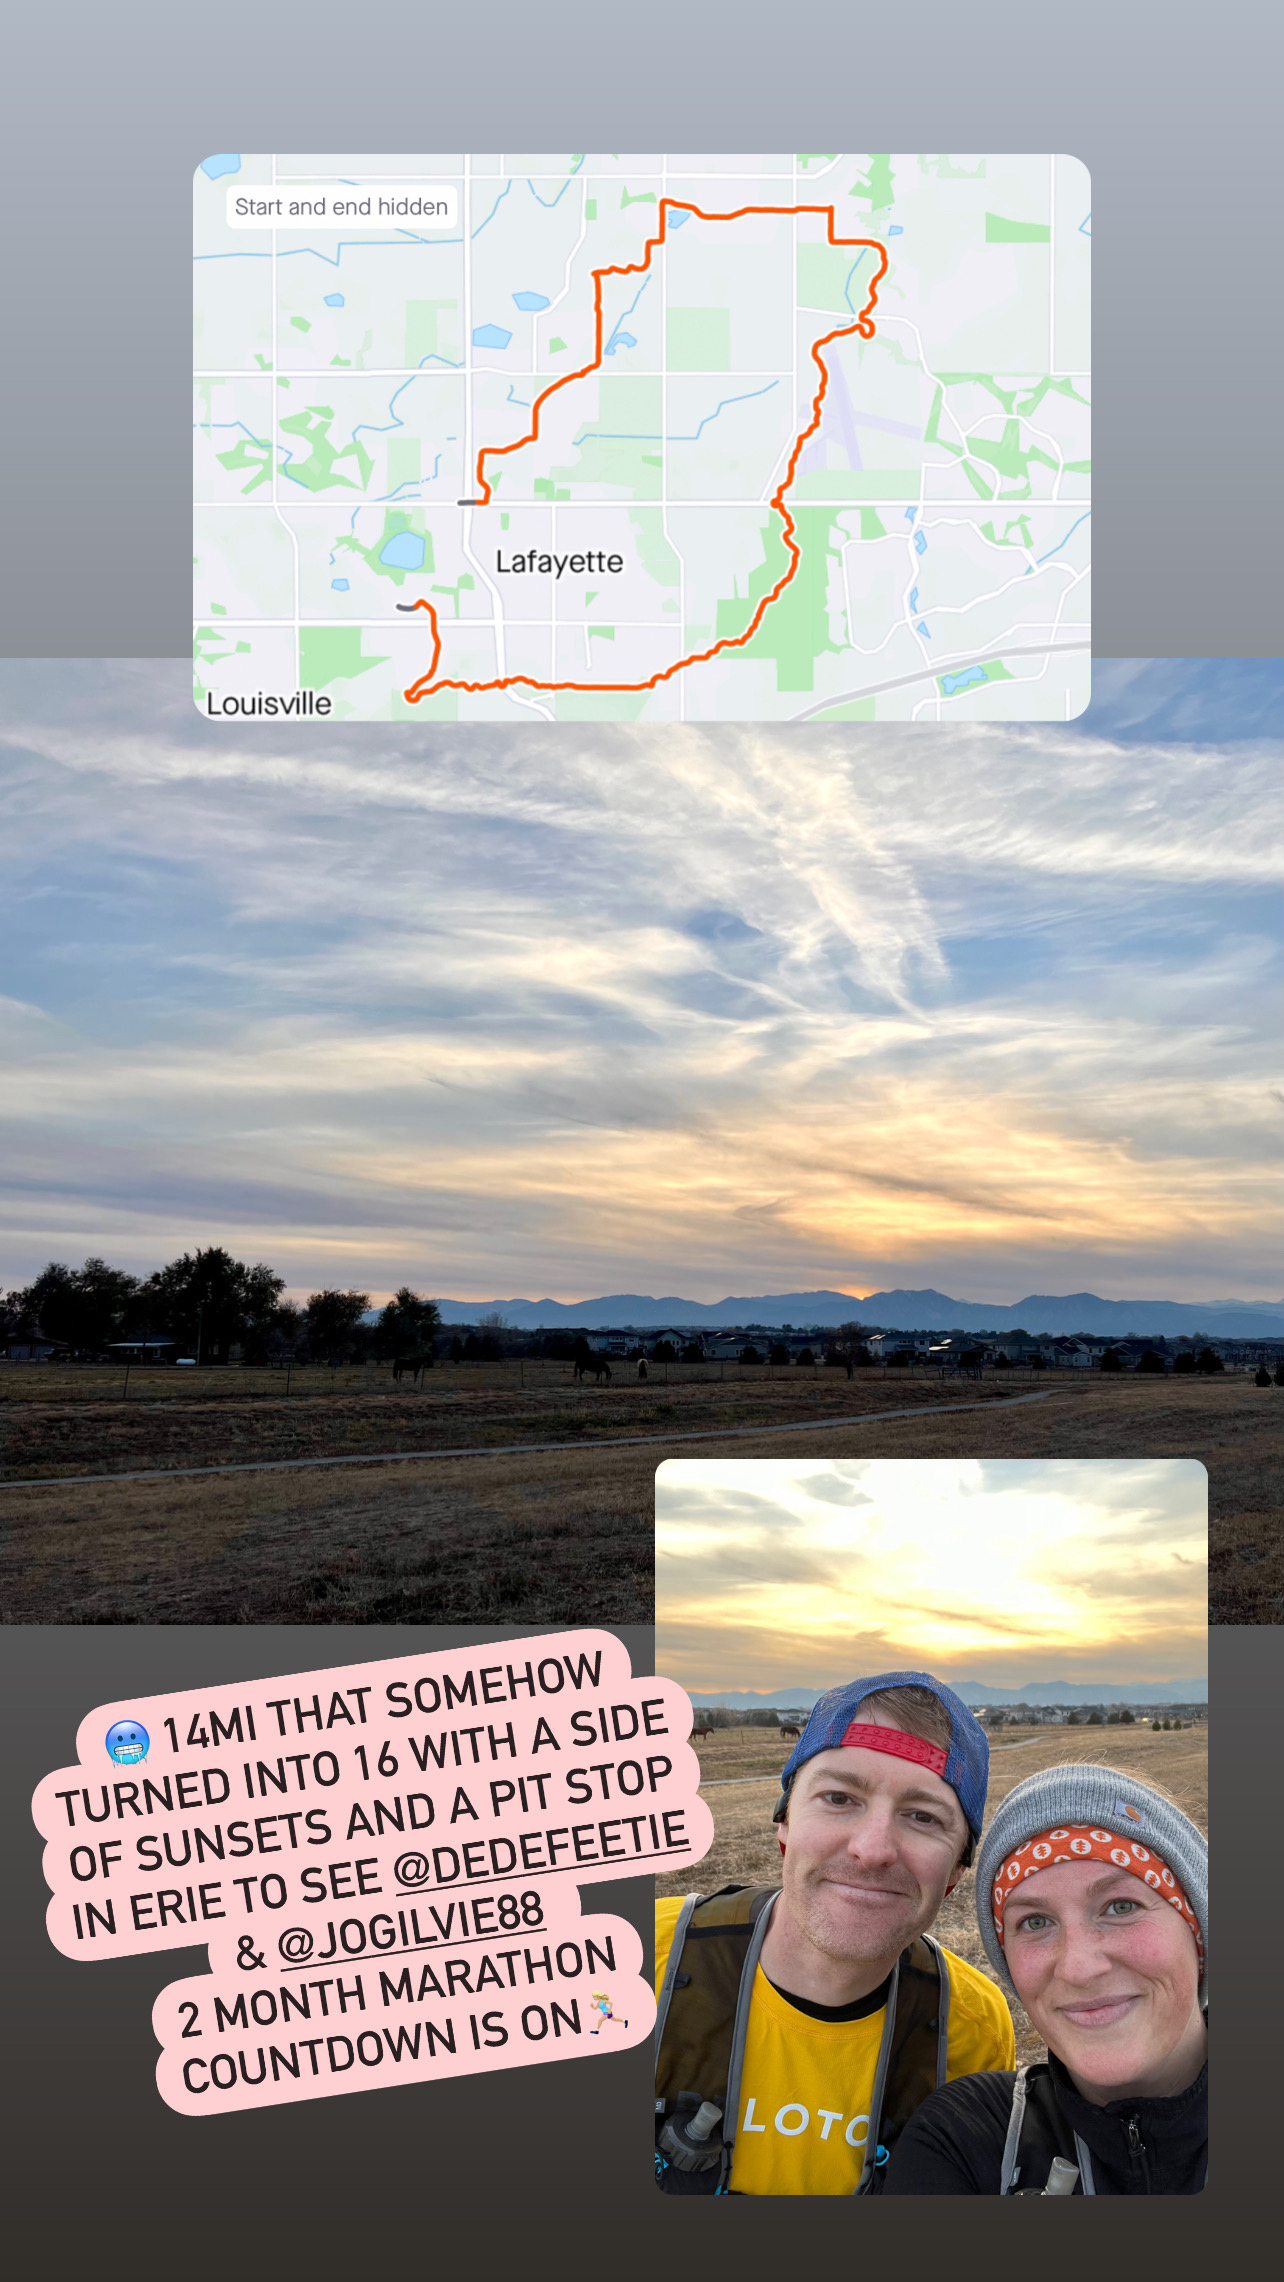 Start and end hidden
Lafayette
Louisville
🥶 14MI THAT SOMEHOW
TURNED INTO 16 WITH A SIDE
OF SUNSETS AND A PIT STOP
IN ERIE TO SEE @DEDEFEETIE
& @JOGILVIE88
2 MONTH MARATHON
COUNTDOWN IS ON🏃🏼‍♀️
LOTO